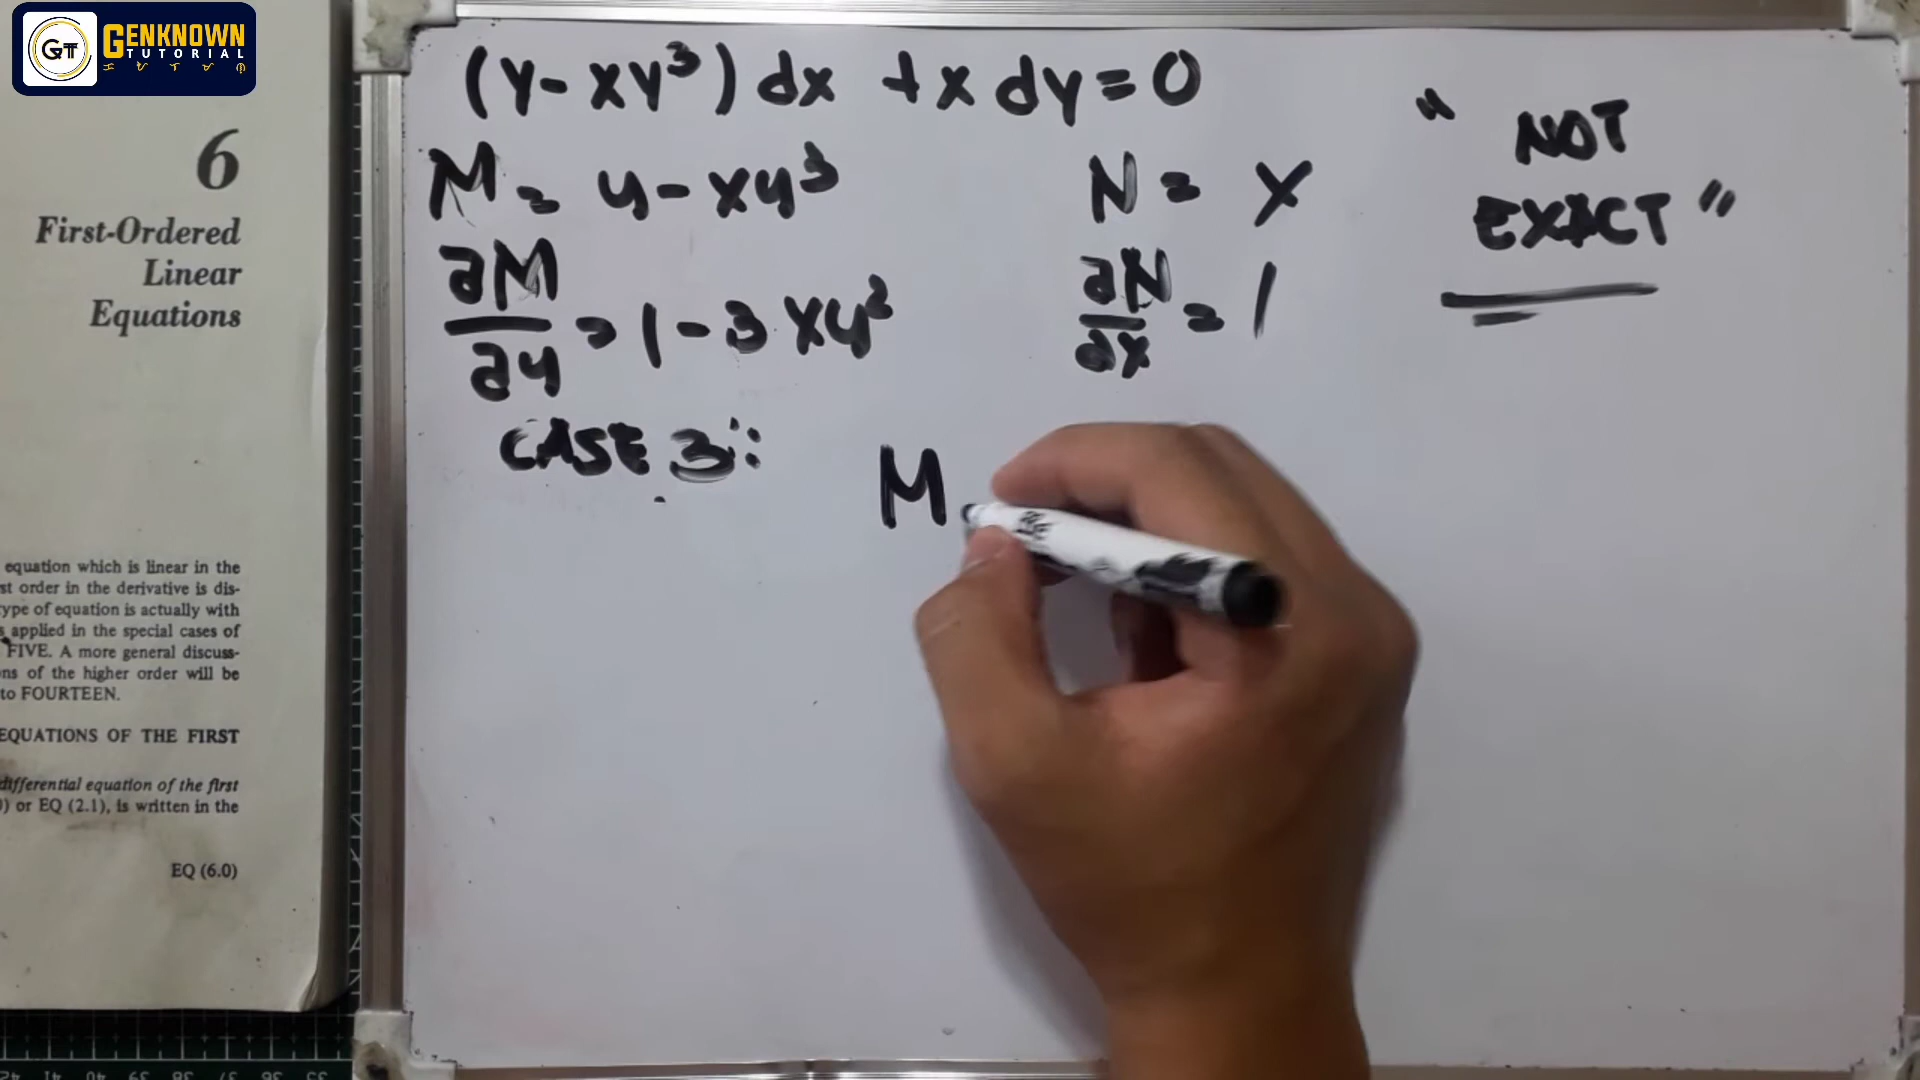 GT GENKNOWN
TUTORIAL
6
First-Ordered
Linear
Equations
equation which is linear in the
st order in the derivative is dis-
type of equation is actually with
s applied in the special cases of
FIVE. A more general discuss-
ns of the higher order will be
to FOURTEEN.
EQUATIONS OF THE FIRST
differential equation of the first
) or EQ (2.1), is written in the
EQ (6.0)
(y-xy³)dx +xdy=0
M= y-xy³
N= x
∂M/∂y=1-3xy²
∂N/∂x=1
" NOT
EXACT "
CASE 3:
M